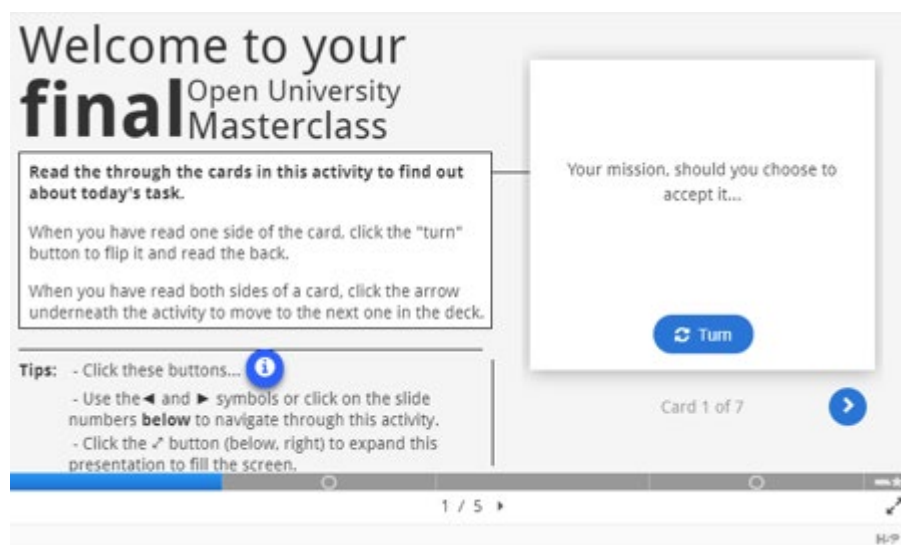 Welcome to your
final Open University
Masterclass
Read the through the cards in this activity to find out
about today's task.
When you have read one side of the card, click the "turn"
button to flip it and read the back.
When you have read both sides of a card, click the arrow
underneath the activity to move to the next one in the deck.
Your mission, should you choose to
accept it...
Turn
Card 1 of 7
Tips: - Click these buttons...
- Use the ◄ and ► symbols or click on the slide
numbers below to navigate through this activity.
- Click the ⤢ button (below, right) to expand this
presentation to fill the screen.
1 / 5
H5P